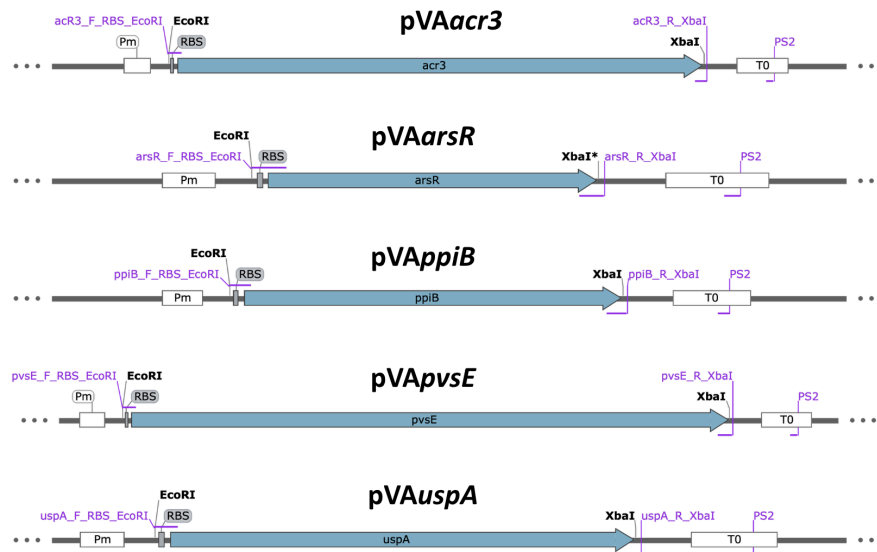 pVAacr3
acR3_F_RBS_EcoRI EcoRI acR3_R_XbaI
Pm RBS XbaI PS2
acr3 T0
pVAarsR
EcoRI
arsR_F_RBS_EcoRI RBS XbaI* arsR_R_XbaI PS2
Pm arsR T0
pVAppiB
EcoRI
ppiB_F_RBS_EcoRI RBS XbaI ppiB_R_XbaI PS2
Pm ppiB T0
pVApvsE
pvsE_F_RBS_EcoRI EcoRI pvsE_R_XbaI
Pm RBS XbaI PS2
pvsE T0
pVAuspA
EcoRI
uspA_F_RBS_EcoRI RBS XbaI uspA_R_XbaI PS2
Pm uspA T0